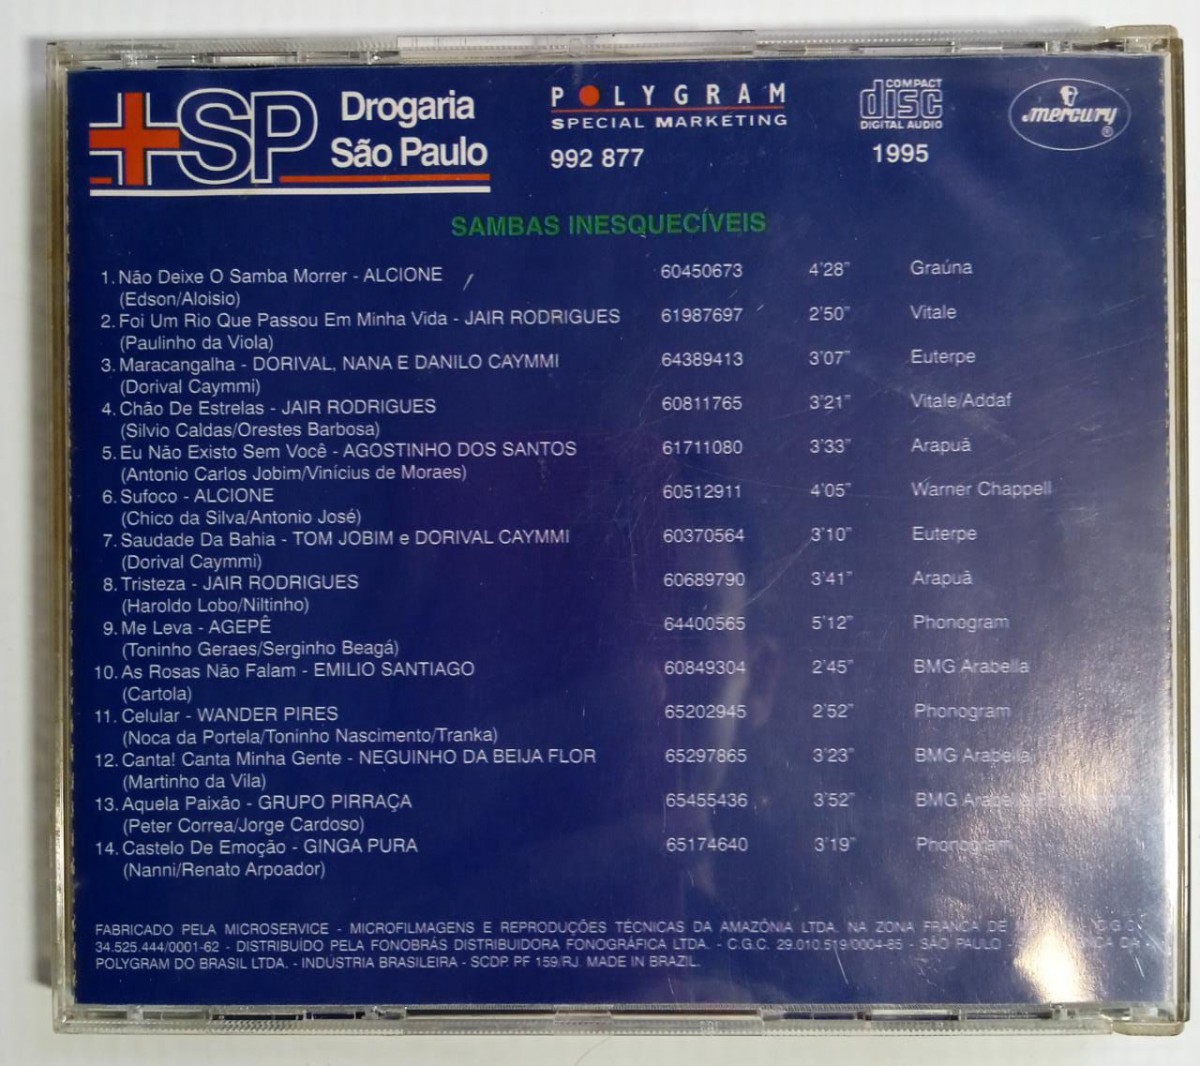 SP Drogaria São Paulo
POLYGRAM
SPECIAL MARKETING
992 877
COMPACT
disc
DIGITAL AUDIO
1995
mercury ®
SAMBAS INESQUECÍVEIS
1. Não Deixe O Samba Morrer - ALCIONE 60450673 4'28" Graúna
(Edson/Aloisio)
2. Foi Um Rio Que Passou Em Minha Vida - JAIR RODRIGUES 61987697 2'50" Vitale
(Paulinho da Viola)
3. Maracangalha - DORIVAL, NANA E DANILO CAYMMI 64389413 3'07" Euterpe
(Dorival Caymmi)
4. Chão De Estrelas - JAIR RODRIGUES 60811765 3'21" Vitale/Addaf
(Silvio Caldas/Orestes Barbosa)
5. Eu Não Existo Sem Você - AGOSTINHO DOS SANTOS 61711080 3'33" Arapuã
(Antonio Carlos Jobim/Vinícius de Moraes)
6. Sufoco - ALCIONE 60512911 4'05" Warner Chappell
(Chico da Silva/Antonio José)
7. Saudade Da Bahia - TOM JOBIM e DORIVAL CAYMMI 60370564 3'10" Euterpe
(Dorival Caymmi)
8. Tristeza - JAIR RODRIGUES 60689790 3'41" Arapuã
(Haroldo Lobo/Niltinho)
9. Me Leva - AGEPÊ 64400565 5'12" Phonogram
(Toninho Geraes/Serginho Beagá)
10. As Rosas Não Falam - EMILIO SANTIAGO 60849304 2'45" BMG Arabella
(Cartola)
11. Celular - WANDER PIRES 65202945 2'52" Phonogram
(Noca da Portela/Toninho Nascimento/Tranka)
12. Canta! Canta Minha Gente - NEGUINHO DA BEIJA FLOR 65297865 3'23" BMG Arabella
(Martinho da Vila)
13. Aquela Paixão - GRUPO PIRRAÇA 65455436 3'52" BMG
(Peter Correa/Jorge Cardoso)
14. Castelo De Emoção - GINGA PURA 65174640 3'19" Phonogram
(Nanni/Renato Arpoador)
FABRICADO PELA MICROSERVICE - MICROFILMAGENS E REPRODUÇÕES TÉCNICAS DA AMAZÔNIA LTDA. NA ZONA FRANCA DE C.G.C.
34.525.444/0001-62 - DISTRIBUÍDO PELA FONOBRÁS DISTRIBUIDORA FONOGRÁFICA LTDA. - C.G.C. 29.010.519/0004-85 - SÃO PAULO - DA
POLYGRAM DO BRASIL LTDA. - INDÚSTRIA BRASILEIRA - SCDP. PF 159/RJ. MADE IN BRAZIL.